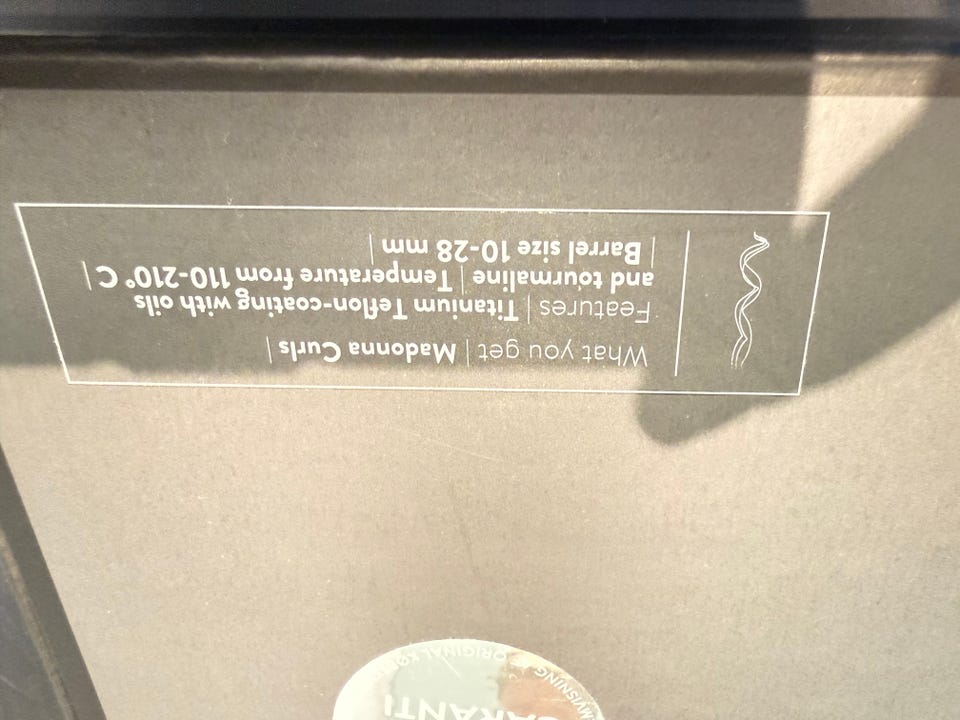 What you get | Madonna Curls |
Features | Titanium Teflon-coating with oils
and tourmaline | Temperature from 110-210° C |
| Barrel size 10-28 mm |